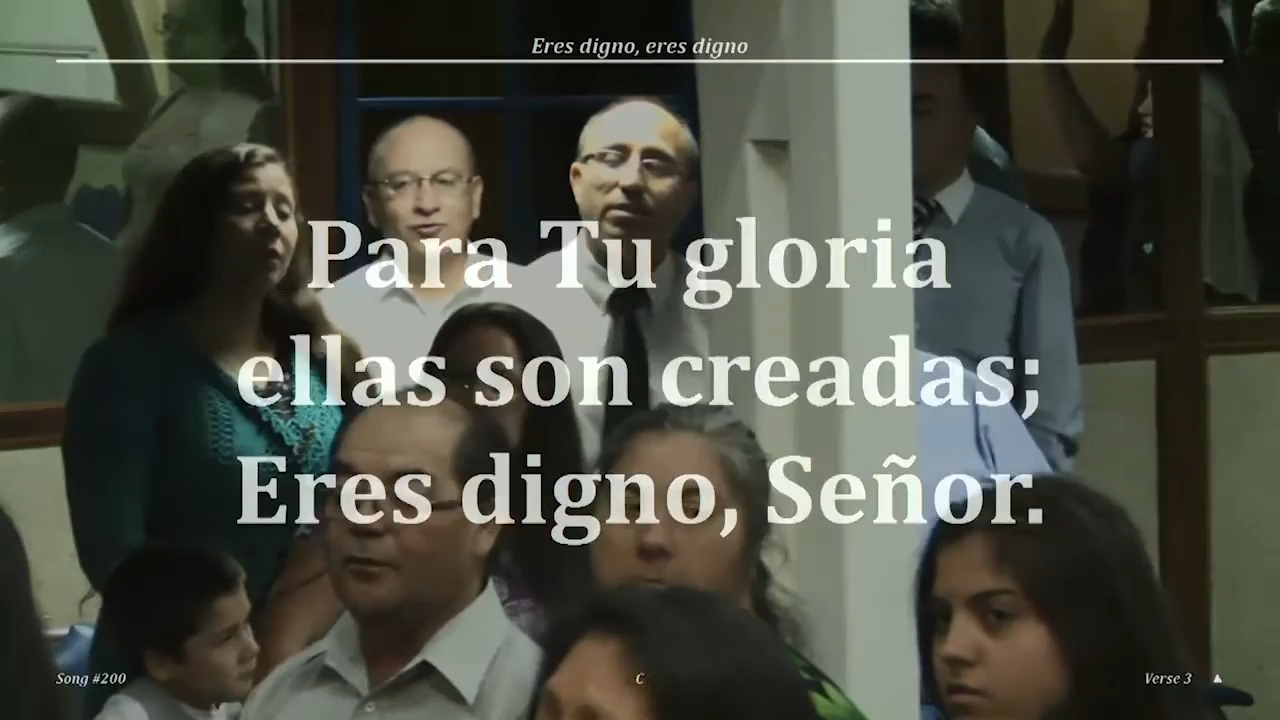 Eres digno, eres digno
Para Tu gloria
ellas son creadas;
Eres digno, Señor.
Song #200
C
Verse 3 ▲